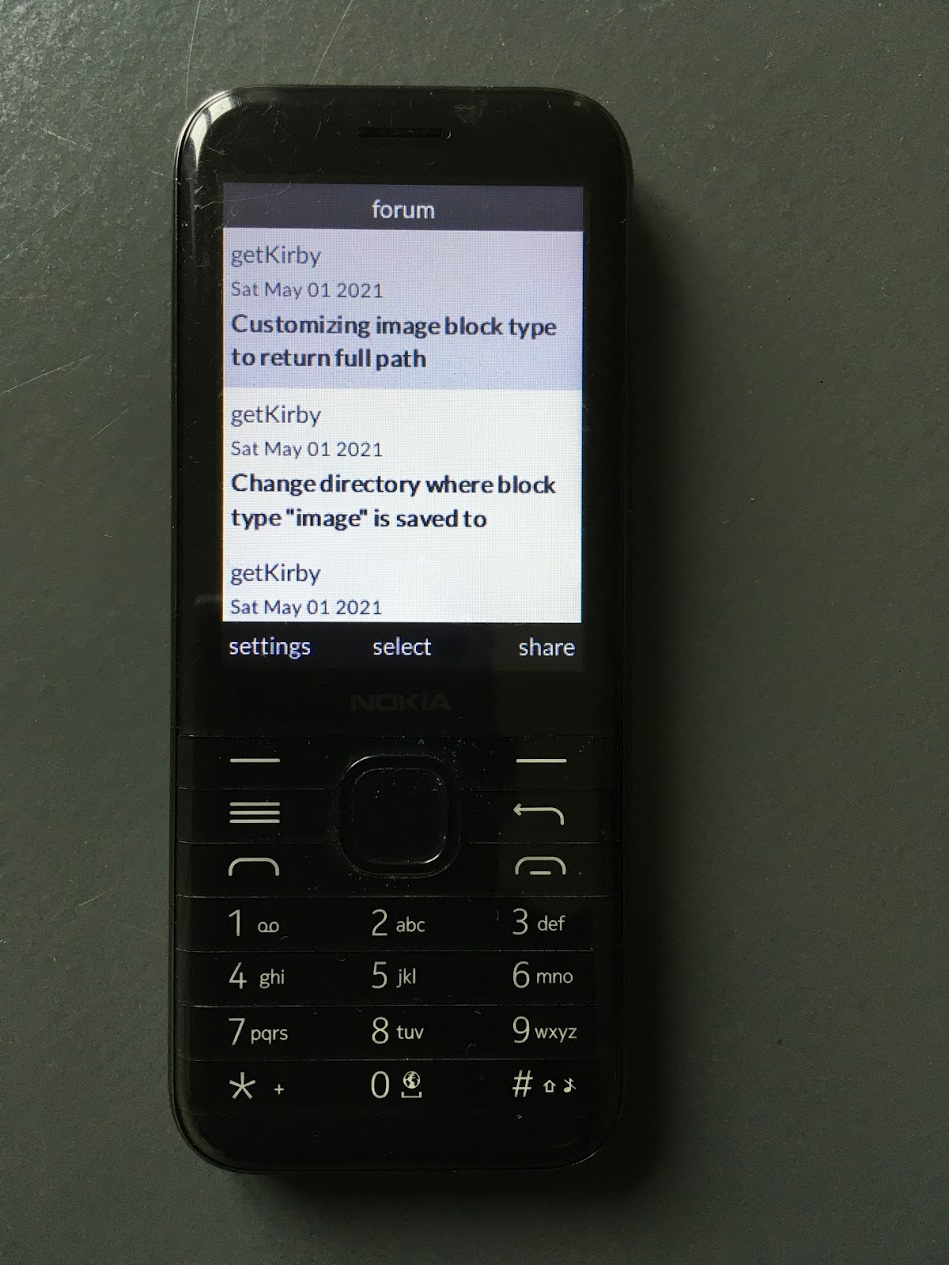 forum
getKirby
Sat May 01 2021
Customizing image block type
to return full path
getKirby
Sat May 01 2021
Change directory where block
type "image" is saved to
getKirby
Sat May 01 2021
settings select share
NOKIA
1 2 abc 3 def
4 ghi 5 jkl 6 mno
7 pqrs 8 tuv 9 wxyz
* + 0 #